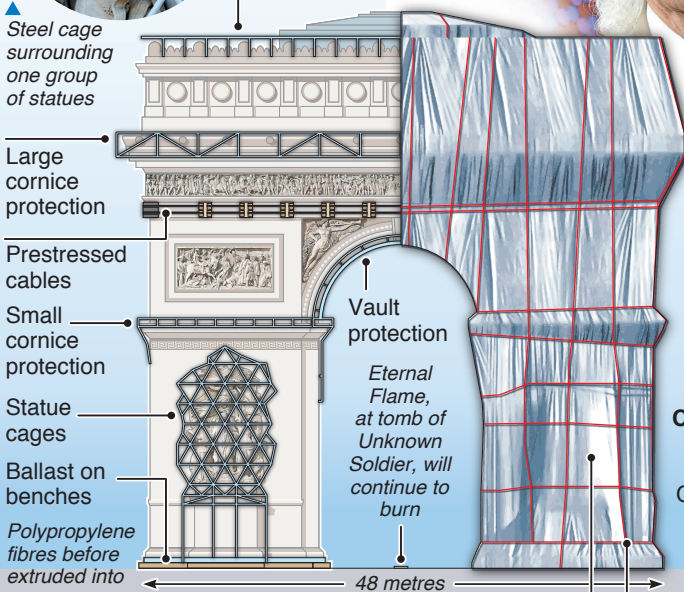 Steel cage
surrounding
one group
of statues
Large
cornice
protection
Prestressed
cables
Small
cornice
protection
Statue
cages
Ballast on
benches
Polypropylene
fibres before
extruded into
Vault
protection
Eternal
Flame,
at tomb of
Unknown
Soldier, will
continue to
burn
48 metres